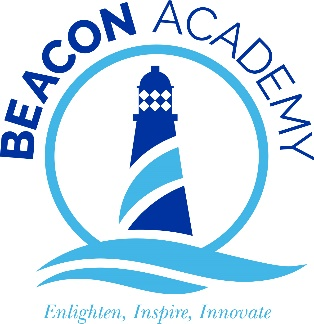 BEACON ACADEMY
Enlighten, Inspire, Innovate